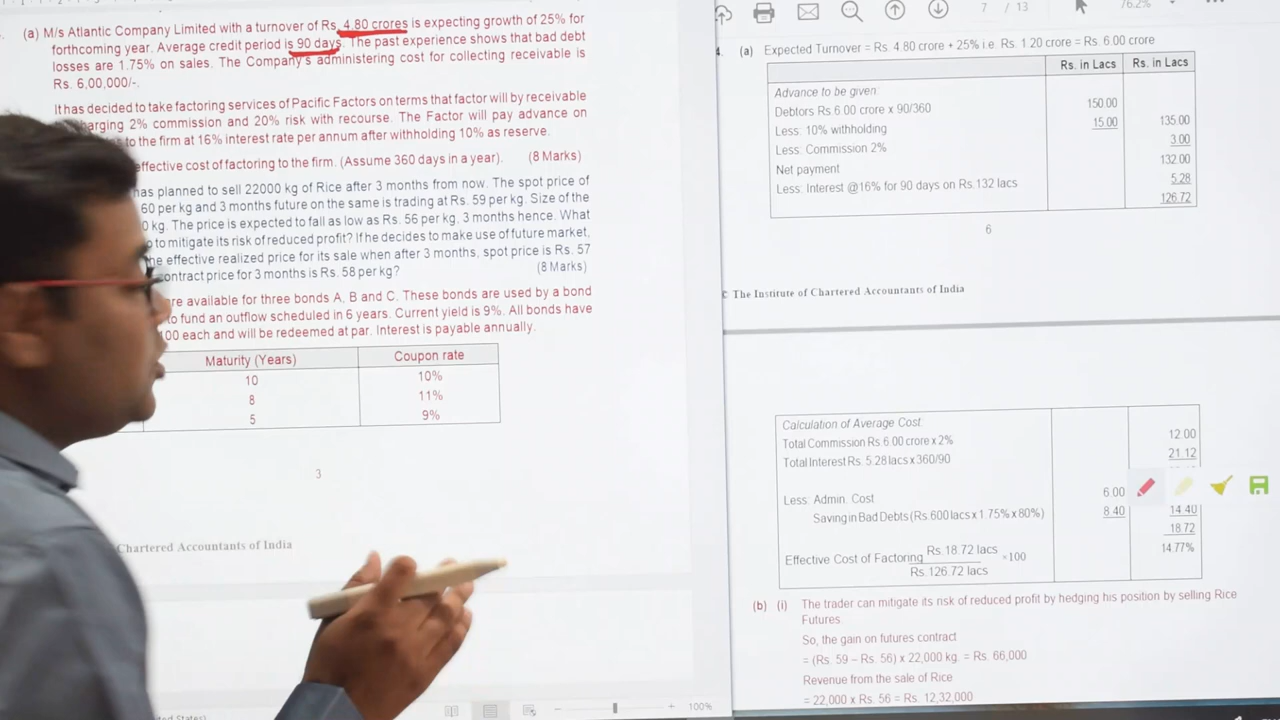 (a) M/s Atlantic Company Limited with a turnover of Rs. 4.80 crores is expecting growth of 25% for
forthcoming year. Average credit period is 90 days. The past experience shows that bad debt
losses are 1.75% on sales. The Company's administering cost for collecting receivable is
Rs. 6,00,000/-.
It has decided to take factoring services of Pacific Factors on terms that factor will by receivable
charging 2% commission and 20% risk with recourse. The Factor will pay advance on
to the firm at 16% interest rate per annum after withholding 10% as reserve.
effective cost of factoring to the firm. (Assume 360 days in a year). (8 Marks)
has planned to sell 22000 kg of Rice after 3 months from now. The spot price of
60 per kg and 3 months future on the same is trading at Rs. 59 per kg. Size of the
0 kg. The price is expected to fall as low as Rs. 56 per kg. 3 months hence. What
o to mitigate its risk of reduced profit? If he decides to make use of future market,
he effective realized price for its sale when after 3 months, spot price is Rs. 57
contract price for 3 months is Rs. 58 per kg? (8 Marks)
re available for three bonds A, B and C. These bonds are used by a bond
to fund an outflow scheduled in 6 years. Current yield is 9%. All bonds have
00 each and will be redeemed at par. Interest is payable annually.
Maturity (Years) Coupon rate
10 10%
8 11%
5 9%
3
Chartered Accountants of India
ed States)
100%
7 / 13
76.2%
4. (a) Expected Turnover = Rs. 4.80 crore + 25% i.e. Rs. 1.20 crore = Rs. 6.00 crore
Rs. in Lacs Rs. in Lacs
Advance to be given:
Debtors Rs.6.00 crore x 90/360 150.00
Less: 10% withholding 15.00 135.00
Less: Commission 2% 3.00
Net payment 132.00
Less: Interest @16% for 90 days on Rs.132 lacs 5.28
126.72
6
© The Institute of Chartered Accountants of India
Calculation of Average Cost:
Total Commission Rs.6.00 crore x 2% 12.00
Total Interest Rs. 5.28 lacs x 360/90 21.12
Less: Admin. Cost 6.00
Saving in Bad Debts (Rs.600 lacs x 1.75% x 80%) 8.40 14.40
18.72
Effective Cost of Factoring Rs. 18.72 lacs ×100 14.77%
Rs. 126.72 lacs
(b) (i) The trader can mitigate its risk of reduced profit by hedging his position by selling Rice
Futures
So, the gain on futures contract
= (Rs. 59 – Rs. 56) x 22,000 kg. = Rs. 66,000
Revenue from the sale of Rice
= 22,000 x Rs. 56 = Rs. 12,32,000